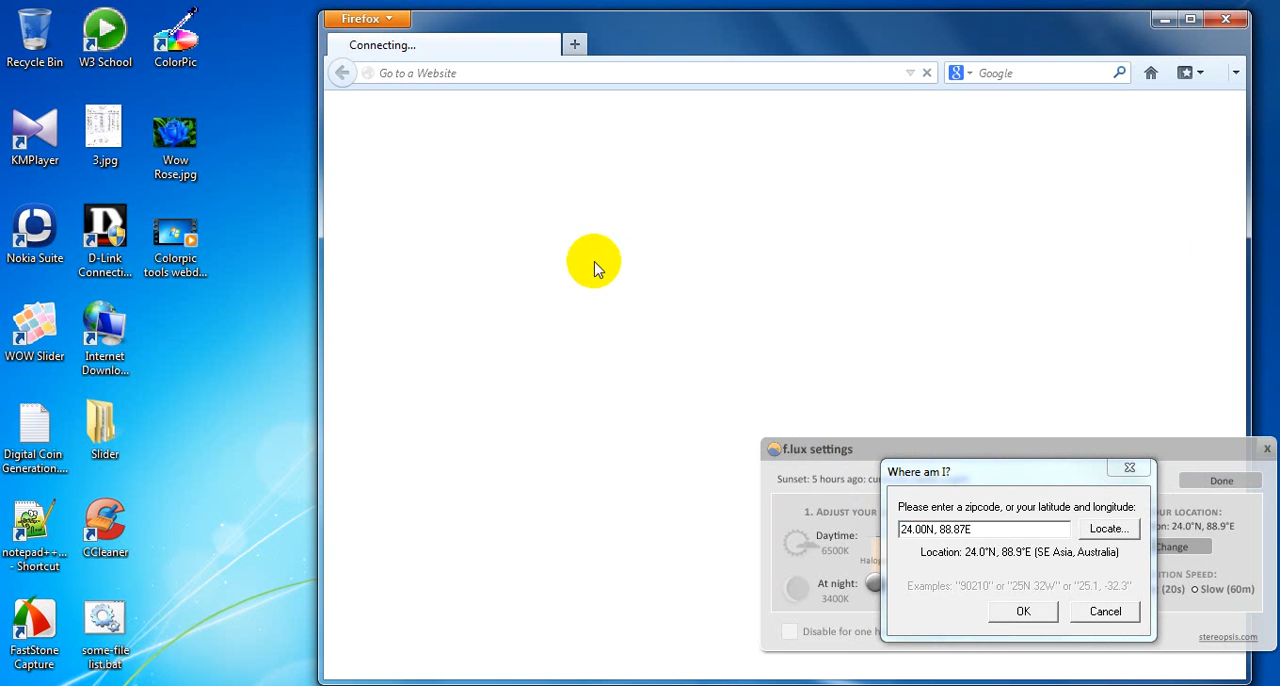 Recycle Bin
W3 School
ColorPic
KMPlayer
3.jpg
Wow
Rose.jpg
Nokia Suite
D-Link
Connecti...
Colorpic
tools webd...
WOW Slider
Internet
Downlo...
Digital Coin
Generation....
Slider
notepad++...
- Shortcut
CCleaner
FastStone
Capture
some-file
list.bat
Firefox
Connecting...
Go to a Website
Google
f.lux settings
x
Sunset: 5 hours ago: cu
Done
1. ADJUST YOUR
Daytime:
6500K
Halog
At night:
3400K
Disable for one h
UR LOCATION:
on: 24.0°N, 88.9°E
Change
ITION SPEED:
(20s) Slow (60m)
stereopsis.com
Where am I?
Please enter a zipcode, or your latitude and longitude:
24.00N, 88.87E
Locate...
Location: 24.0°N, 88.9°E (SE Asia, Australia)
Examples: "90210" or "25N 32W" or "25.1, -32.3"
OK
Cancel